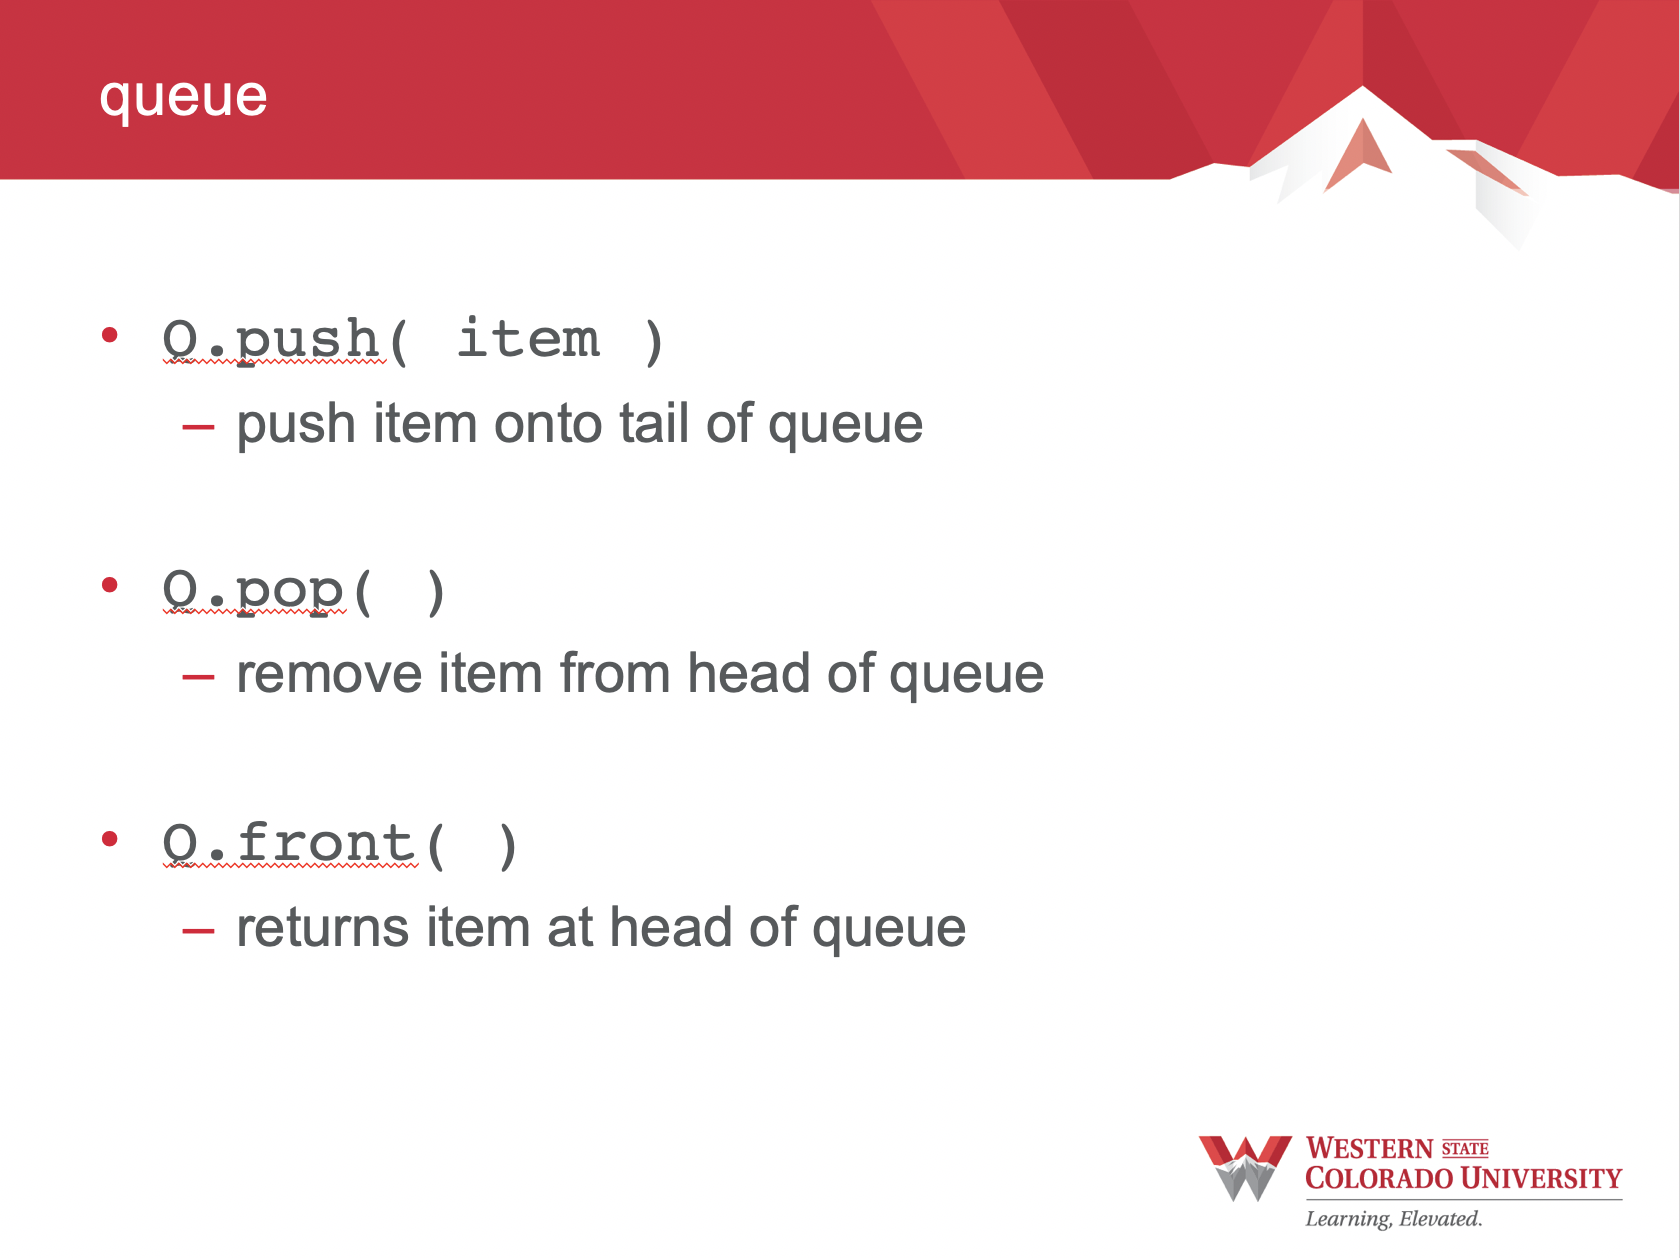 queue
• Q.push( item )
– push item onto tail of queue
• Q.pop( )
– remove item from head of queue
• Q.front( )
– returns item at head of queue
WESTERN STATE
COLORADO UNIVERSITY
Learning, Elevated.